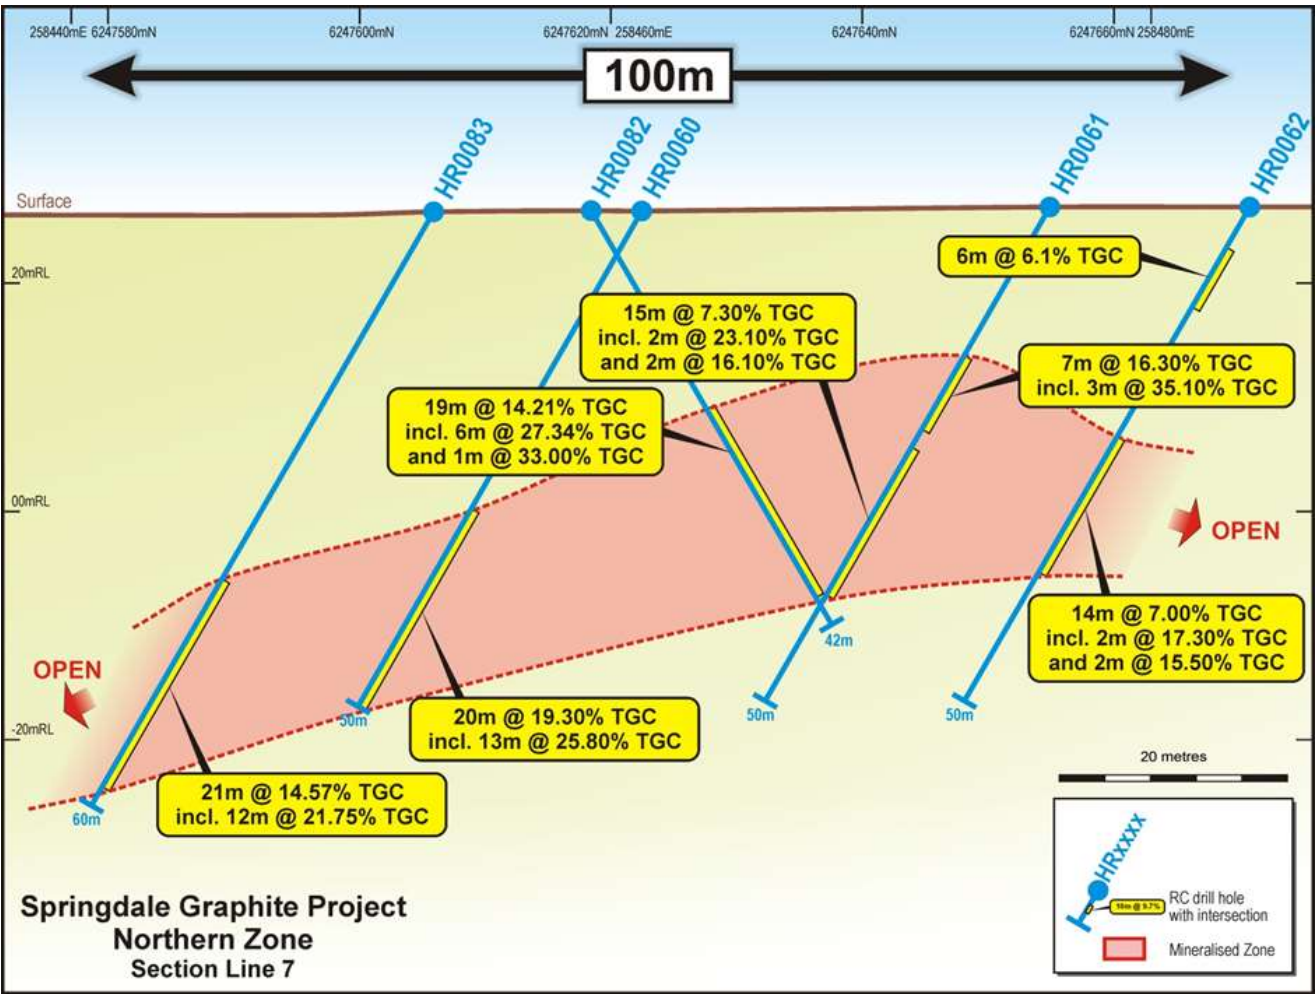 258440mE 6247580mN 6247600mN 6247620mN 258460mE 6247640mN 6247660mN 258480mE
100m
HR0083
HR0082
HR0060
HR0061
HR0062
Surface
20mRL
6m @ 6.1% TGC
15m @ 7.30% TGC
incl. 2m @ 23.10% TGC
and 2m @ 16.10% TGC
7m @ 16.30% TGC
incl. 3m @ 35.10% TGC
19m @ 14.21% TGC
incl. 6m @ 27.34% TGC
and 1m @ 33.00% TGC
00mRL
OPEN
14m @ 7.00% TGC
incl. 2m @ 17.30% TGC
and 2m @ 15.50% TGC
42m
OPEN
50m
50m
50m
20m @ 19.30% TGC
incl. 13m @ 25.80% TGC
-20mRL
21m @ 14.57% TGC
incl. 12m @ 21.75% TGC
60m
20 metres
HRxxxx
18m @ 9.7%
RC drill hole
with intersection
Mineralised Zone
Springdale Graphite Project
Northern Zone
Section Line 7